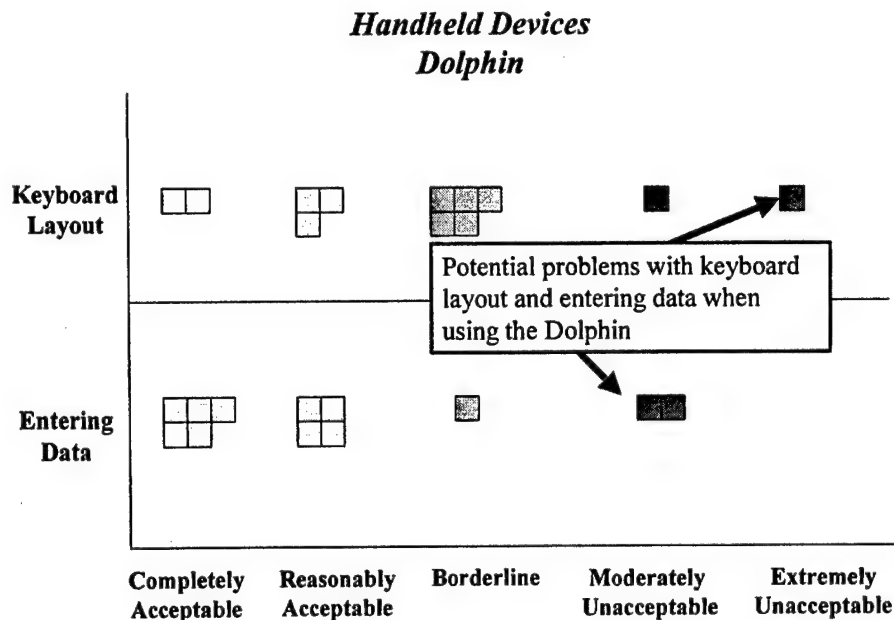 Handheld Devices
Dolphin
Keyboard
Layout
Potential problems with keyboard
layout and entering data when
using the Dolphin
Entering
Data
Completely
Acceptable
Reasonably
Acceptable
Borderline
Moderately
Unacceptable
Extremely
Unacceptable